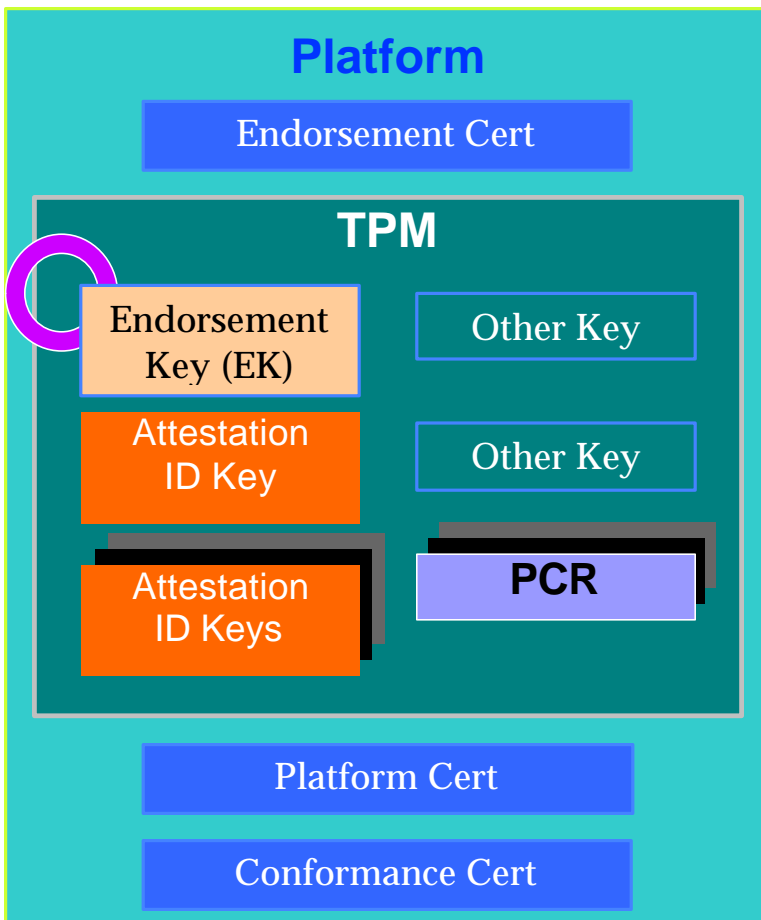 Platform
Endorsement Cert
TPM
Endorsement
Key (EK)
Other Key
Attestation
ID Key
Other Key
Attestation
ID Keys
PCR
Platform Cert
Conformance Cert